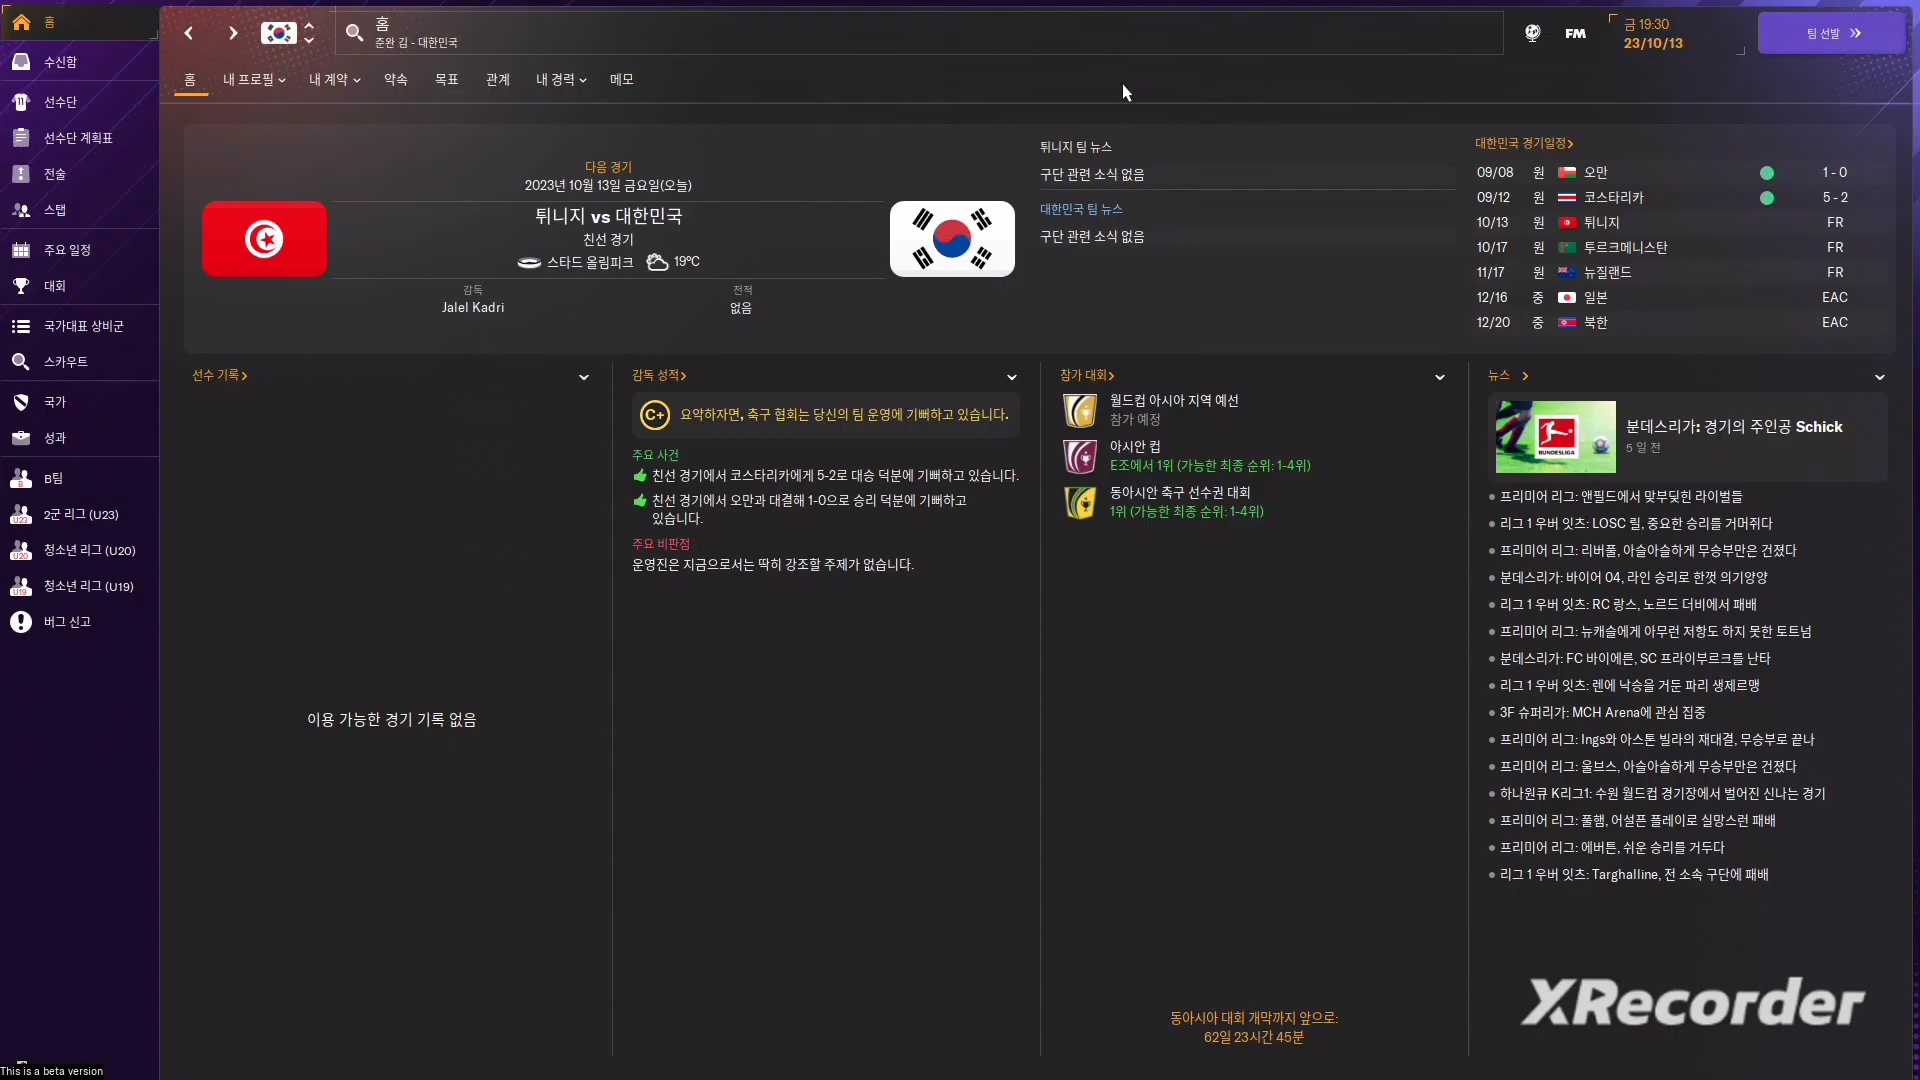 홈
수신함
선수단
선수단 계획표
전술
스탭
주요 일정
대회
국가대표 상비군
스카우트
국가
성과
B팀
2군 리그 (U23)
청소년 리그 (U20)
청소년 리그 (U19)
버그 신고
This is a beta version
홈
준완 김 - 대한민국
FM
금 19:30
23/10/13
팀 선발
홈 내 프로필 내 계약 약속 목표 관계 내 경력 메모
다음 경기
2023년 10월 13일 금요일(오늘)
튀니지 vs 대한민국
친선 경기
스타드 올림피크 19ºC
감독 전적
Jalel Kadri 없음
튀니지 팀 뉴스
구단 관련 소식 없음
대한민국 팀 뉴스
구단 관련 소식 없음
대한민국 경기일정
09/08 원 오만 1 - 0
09/12 원 코스타리카 5 - 2
10/13 원 튀니지 FR
10/17 원 투르크메니스탄 FR
11/17 원 뉴질랜드 FR
12/16 중 일본 EAC
12/20 중 북한 EAC
선수 기록
이용 가능한 경기 기록 없음
감독 성적
C+ 요약하자면, 축구 협회는 당신의 팀 운영에 기뻐하고 있습니다.
주요 사건
친선 경기에서 코스타리카에게 5-2로 대승 덕분에 기뻐하고 있습니다.
친선 경기에서 오만과 대결해 1-0으로 승리 덕분에 기뻐하고
있습니다.
주요 비판점
운영진은 지금으로서는 딱히 강조할 주제가 없습니다.
참가 대회
월드컵 아시아 지역 예선
참가 예정
아시안 컵
E조에서 1위 (가능한 최종 순위: 1-4위)
동아시안 축구 선수권 대회
1위 (가능한 최종 순위: 1-4위)
동아시아 대회 개막까지 앞으로:
62일 23시간 45분
뉴스
BUNDESLIGA
분데스리가: 경기의 주인공 Schick
5 일 전
프리미어 리그: 앤필드에서 맞부딪힌 라이벌들
리그 1 우버 잇츠: LOSC 릴, 중요한 승리를 거머쥐다
프리미어 리그: 리버풀, 아슬아슬하게 무승부만은 건졌다
분데스리가: 바이어 04, 라인 승리로 한껏 의기양양
리그 1 우버 잇츠: RC 랑스, 노르드 더비에서 패배
프리미어 리그: 뉴캐슬에게 아무런 저항도 하지 못한 토트넘
분데스리가: FC 바이에른, SC 프라이부르크를 난타
리그 1 우버 잇츠: 렌에 낙승을 거둔 파리 생제르맹
3F 슈퍼리가: MCH Arena에 관심 집중
프리미어 리그: Ings와 아스톤 빌라의 재대결, 무승부로 끝나
프리미어 리그: 울브스, 아슬아슬하게 무승부만은 건졌다
하나원큐 K리그1: 수원 월드컵 경기장에서 벌어진 신나는 경기
프리미어 리그: 풀햄, 어설픈 플레이로 실망스런 패배
프리미어 리그: 에버튼, 쉬운 승리를 거두다
리그 1 우버 잇츠: Targhalline, 전 소속 구단에 패배
XRecorder